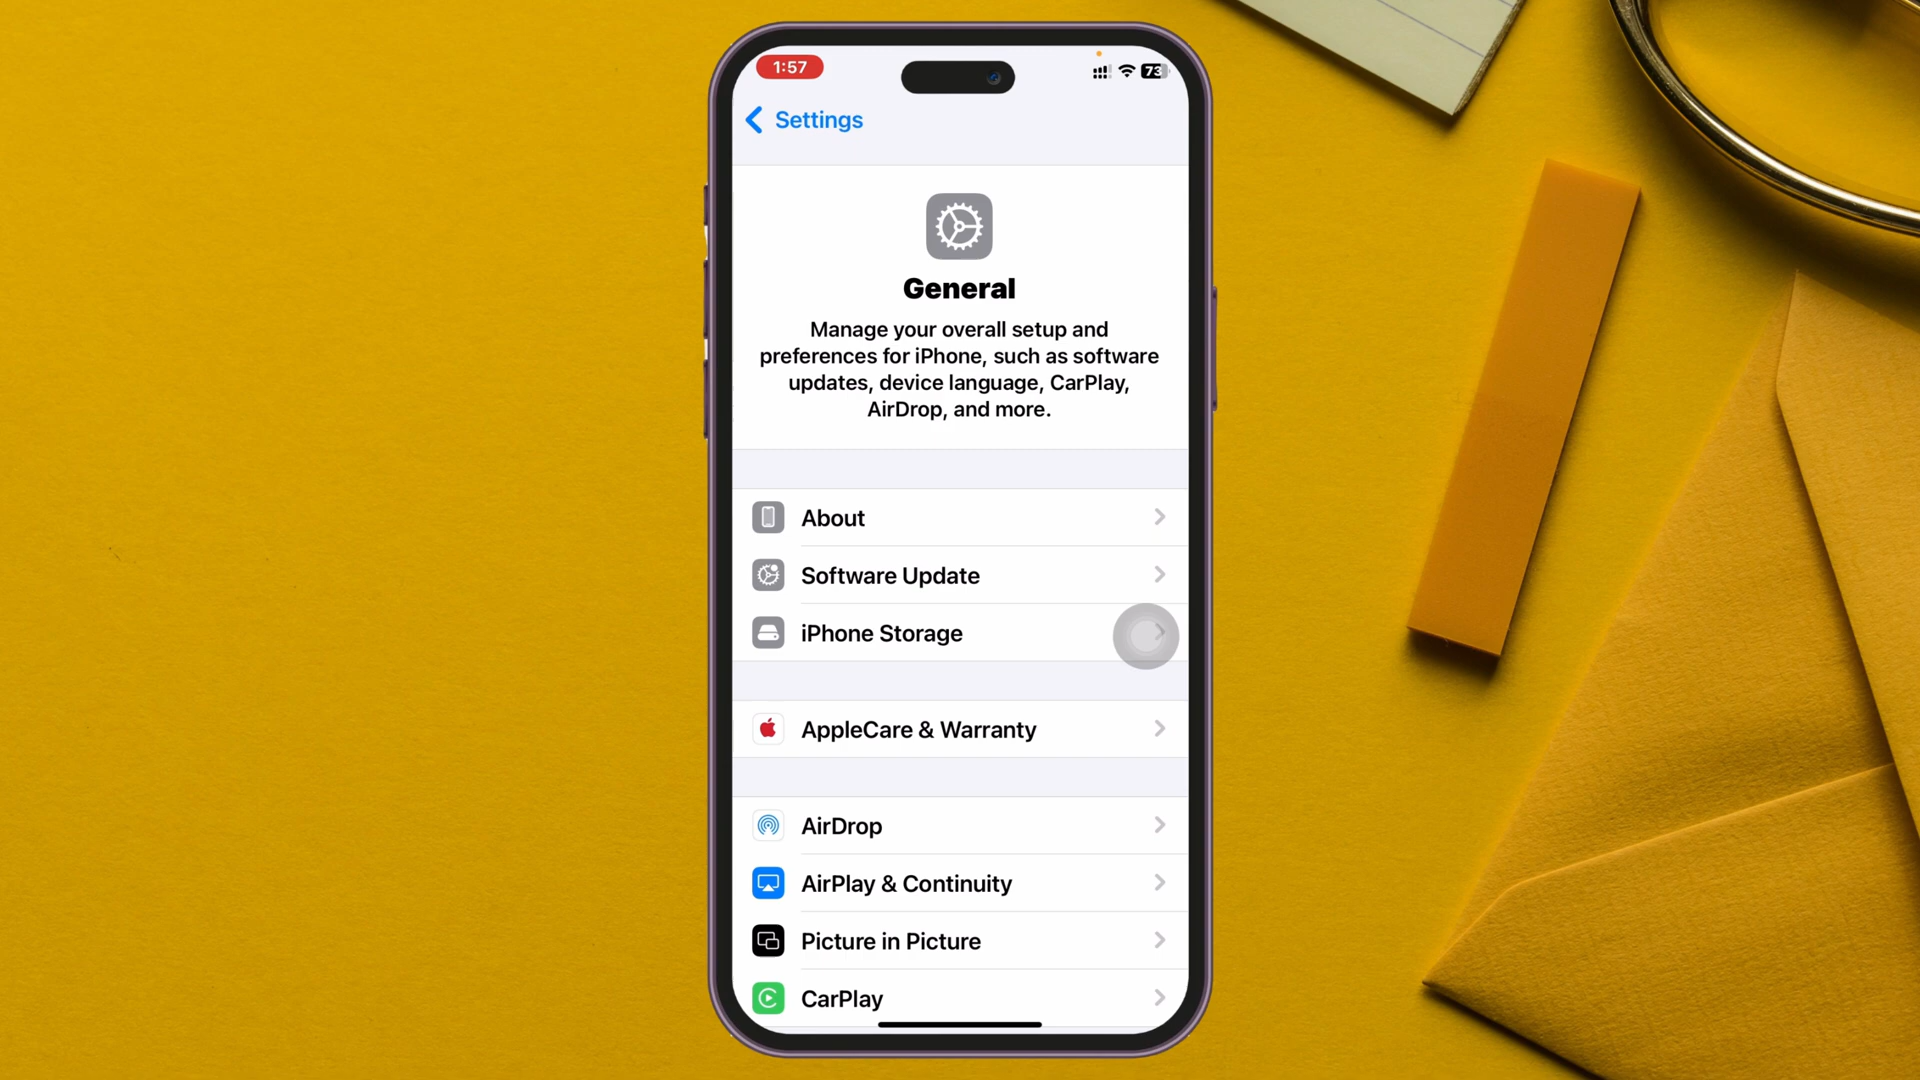 1:57
73
Settings
General
Manage your overall setup and
preferences for iPhone, such as software
updates, device language, CarPlay,
AirDrop, and more.
About
Software Update
iPhone Storage
AppleCare & Warranty
AirDrop
AirPlay & Continuity
Picture in Picture
CarPlay